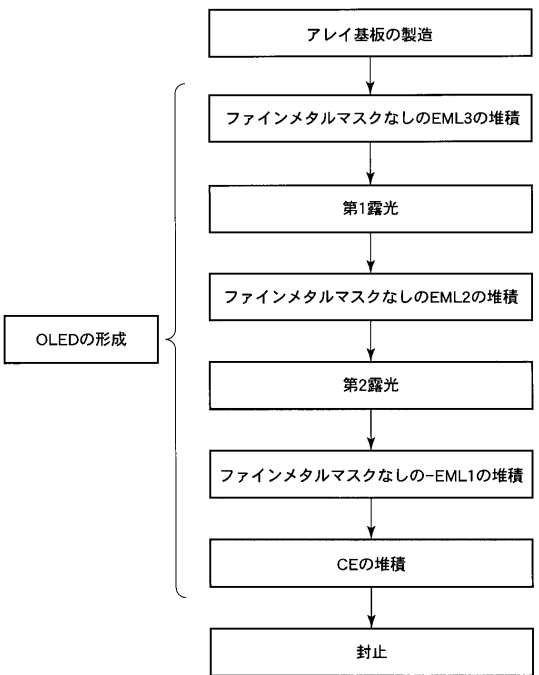 アレイ基板の製造
ファインメタルマスクなしのEML3の堆積
第1露光
ファインメタルマスクなしのEML2の堆積
OLEDの形成
第2露光
ファインメタルマスクなしの-EML1の堆積
CEの堆積
封止